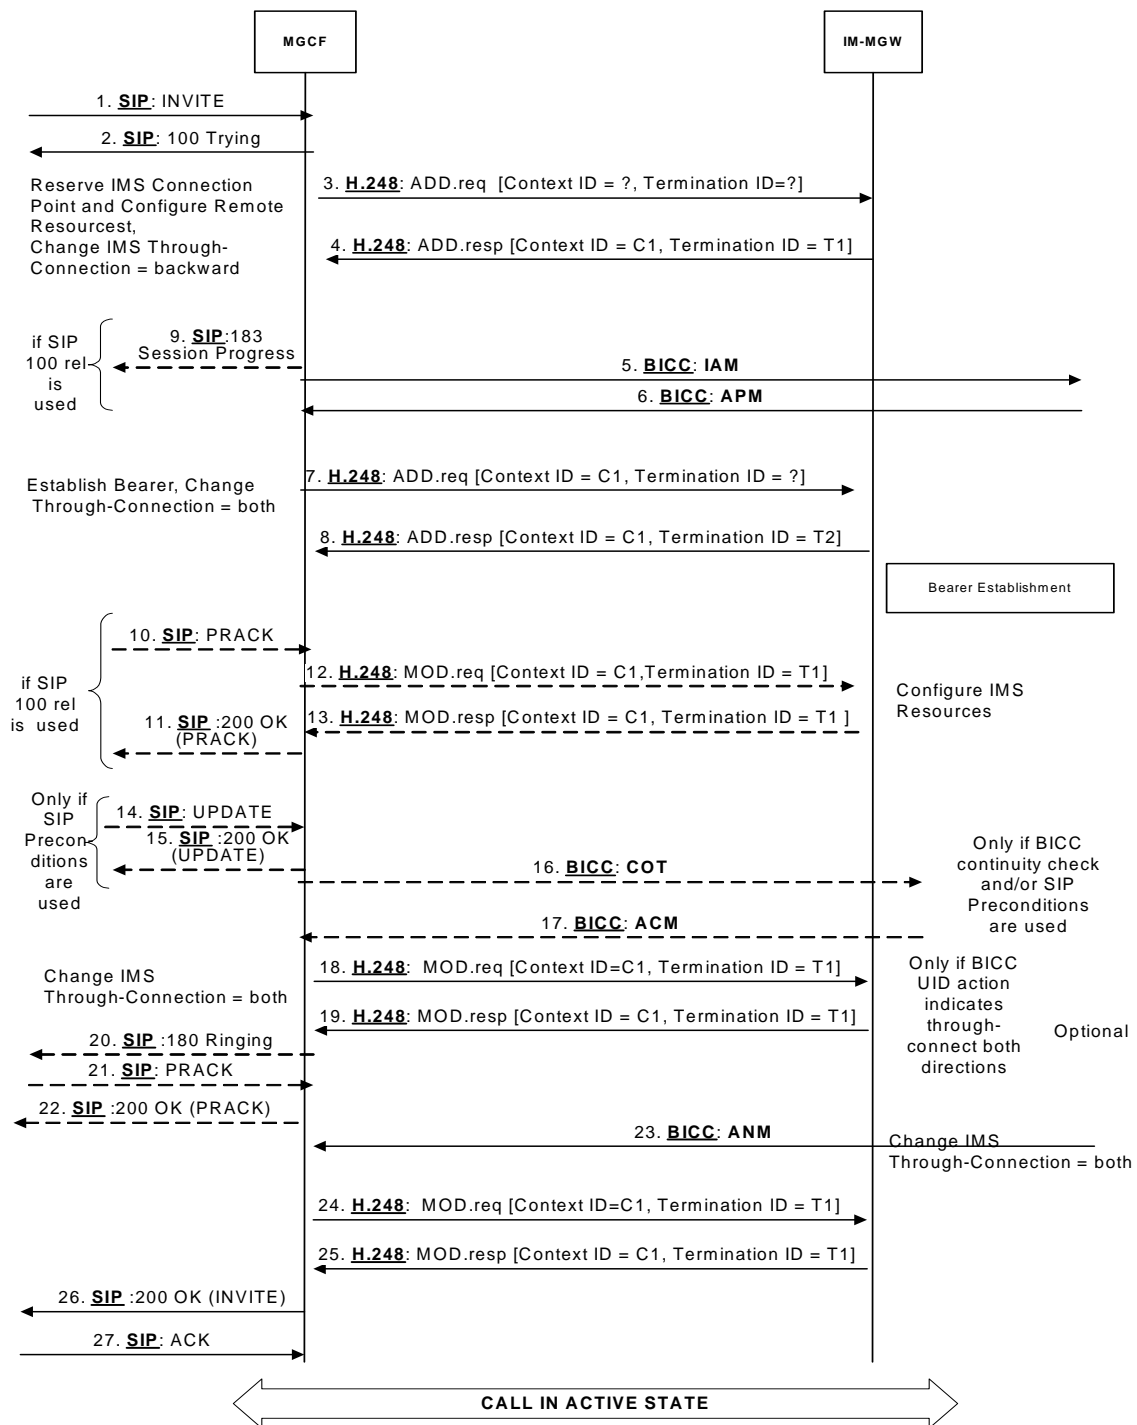 MGCF
IM-MGW
1. SIP: INVITE
2. SIP: 100 Trying
Reserve IMS Connection
Point and Configure Remote
Resourcest,
Change IMS Through-
Connection = backward
3. H.248: ADD.req [Context ID = ?, Termination ID=?]
4. H.248: ADD.resp [Context ID = C1, Termination ID = T1]
if SIP
100 rel
is
used
9. SIP:183
Session Progress
5. BICC: IAM
6. BICC: APM
Establish Bearer, Change
Through-Connection = both
7. H.248: ADD.req [Context ID = C1, Termination ID = ?]
8. H.248: ADD.resp [Context ID = C1, Termination ID = T2]
Bearer Establishment
if SIP
100 rel
is used
10. SIP: PRACK
12. H.248: MOD.req [Context ID = C1,Termination ID = T1]
11. SIP :200 OK
(PRACK)
13. H.248: MOD.resp [Context ID = C1, Termination ID = T1 ]
Configure IMS
Resources
Only if
SIP
Precon
ditions
are
used
14. SIP: UPDATE
15. SIP :200 OK
(UPDATE)
16. BICC: COT
Only if BICC
continuity check
and/or SIP
Preconditions
are used
17. BICC: ACM
Change IMS
Through-Connection = both
18. H.248: MOD.req [Context ID=C1, Termination ID = T1]
19. H.248: MOD.resp [Context ID = C1, Termination ID = T1]
Only if BICC
UID action
indicates
through-
connect both
directions
Optional
20. SIP :180 Ringing
21. SIP: PRACK
22. SIP :200 OK (PRACK)
23. BICC: ANM
Change IMS
Through-Connection = both
24. H.248: MOD.req [Context ID=C1, Termination ID = T1]
25. H.248: MOD.resp [Context ID = C1, Termination ID = T1]
26. SIP :200 OK (INVITE)
27. SIP: ACK
CALL IN ACTIVE STATE